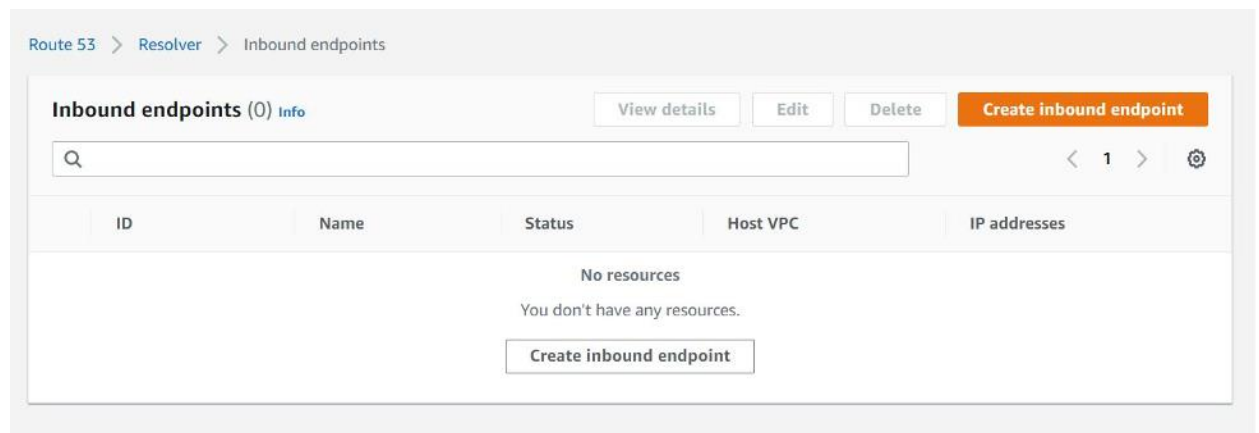 Route 53 > Resolver > Inbound endpoints
Inbound endpoints (0) Info View details Edit Delete Create inbound endpoint
< 1 >
ID Name Status Host VPC IP addresses
No resources
You don't have any resources.
Create inbound endpoint